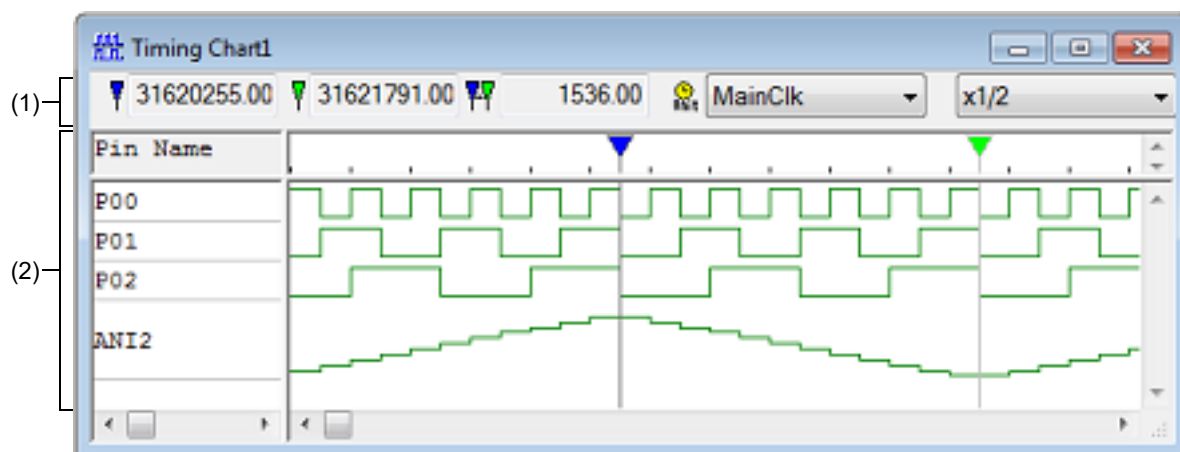 Timing Chart1
(1)
31620255.00 31621791.00 1536.00 MainClk x1/2
(2)
Pin Name
P00
P01
P02
ANI2